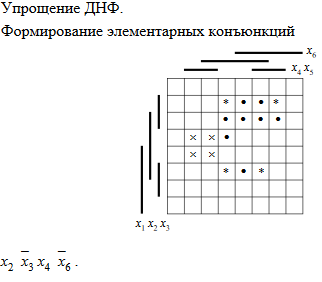 Упрощение ДНФ.
Формирование элементарных конъюнкций
x₆
x₄ x₅
* • • *
• • • •
× × •
× ×
* • *
x₁ x₂ x₃
x₂ x̅₃ x₄ x̅₆ .